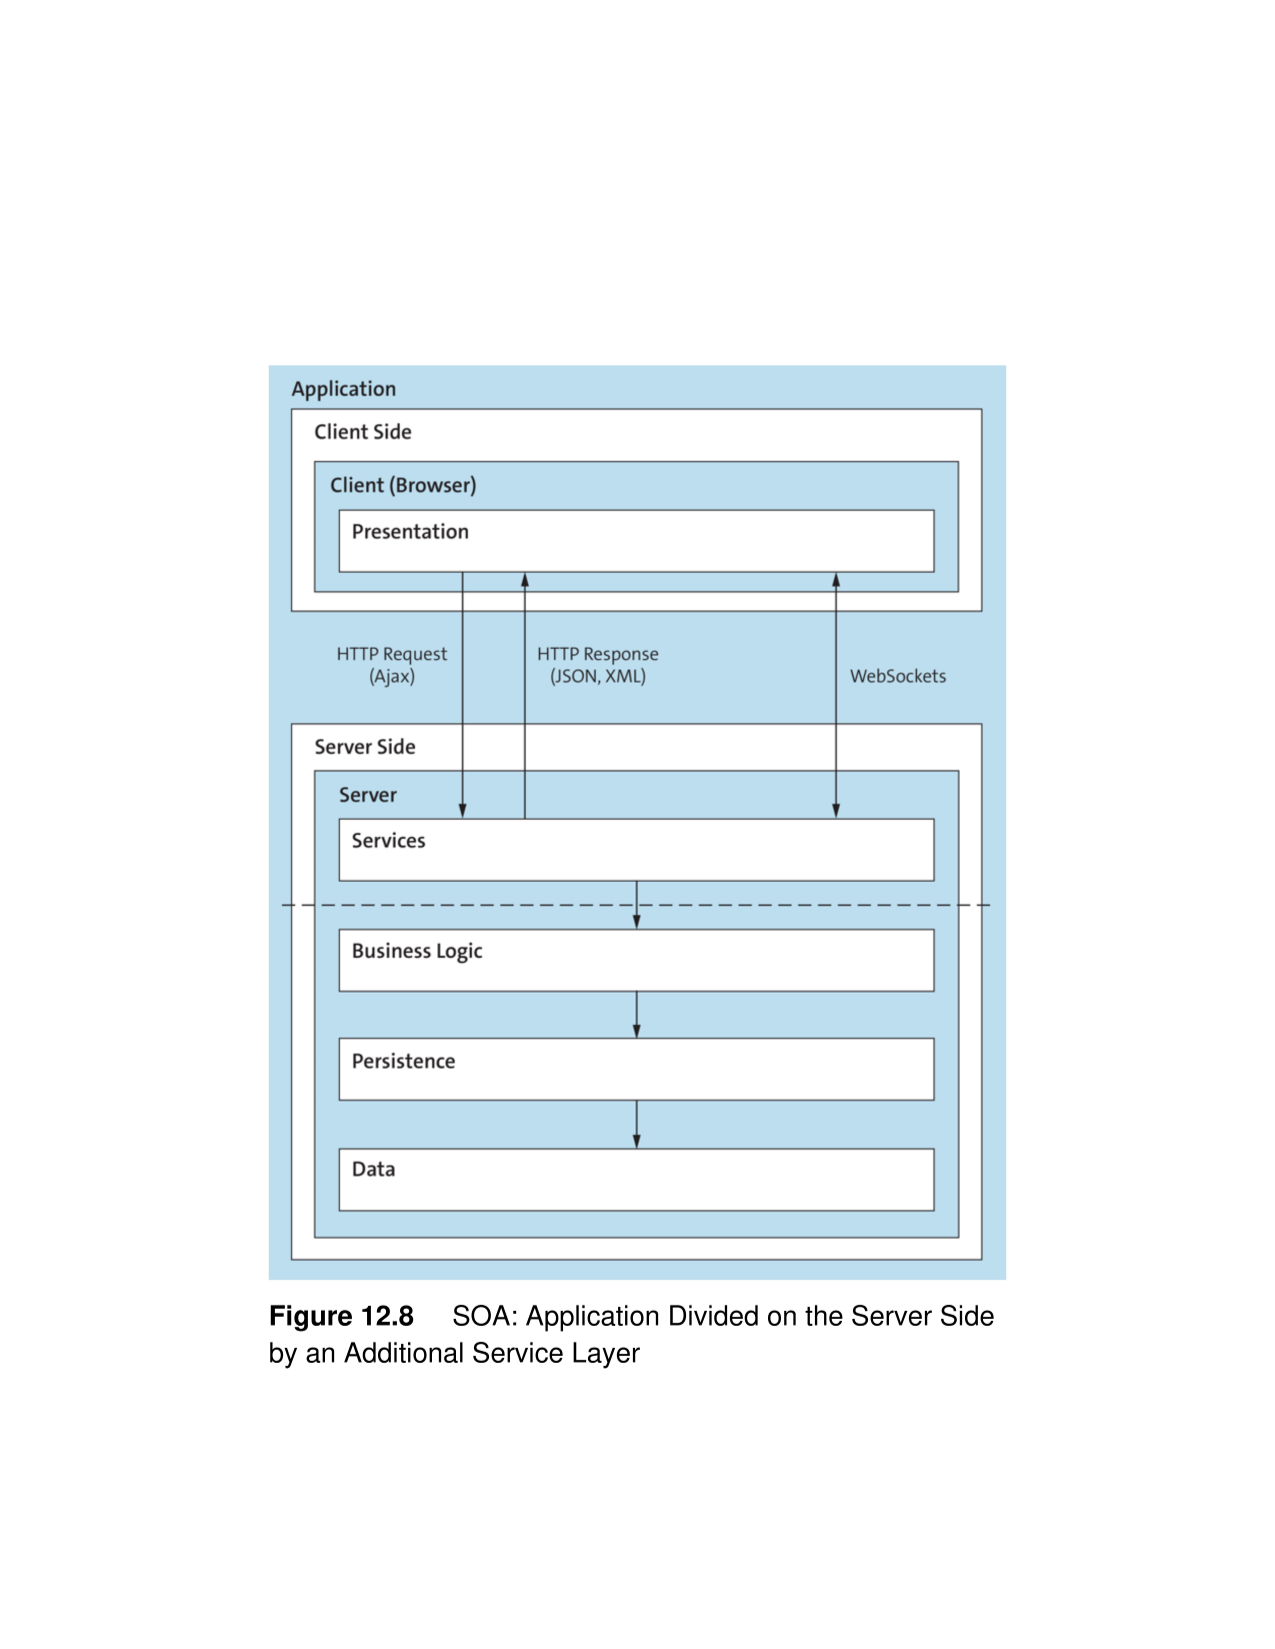 Application
Client Side
Client (Browser)
Presentation
HTTP Request
(Ajax)
HTTP Response
(JSON, XML)
WebSockets
Server Side
Server
Services
Business Logic
Persistence
Data
Figure 12.8 SOA: Application Divided on the Server Side
by an Additional Service Layer